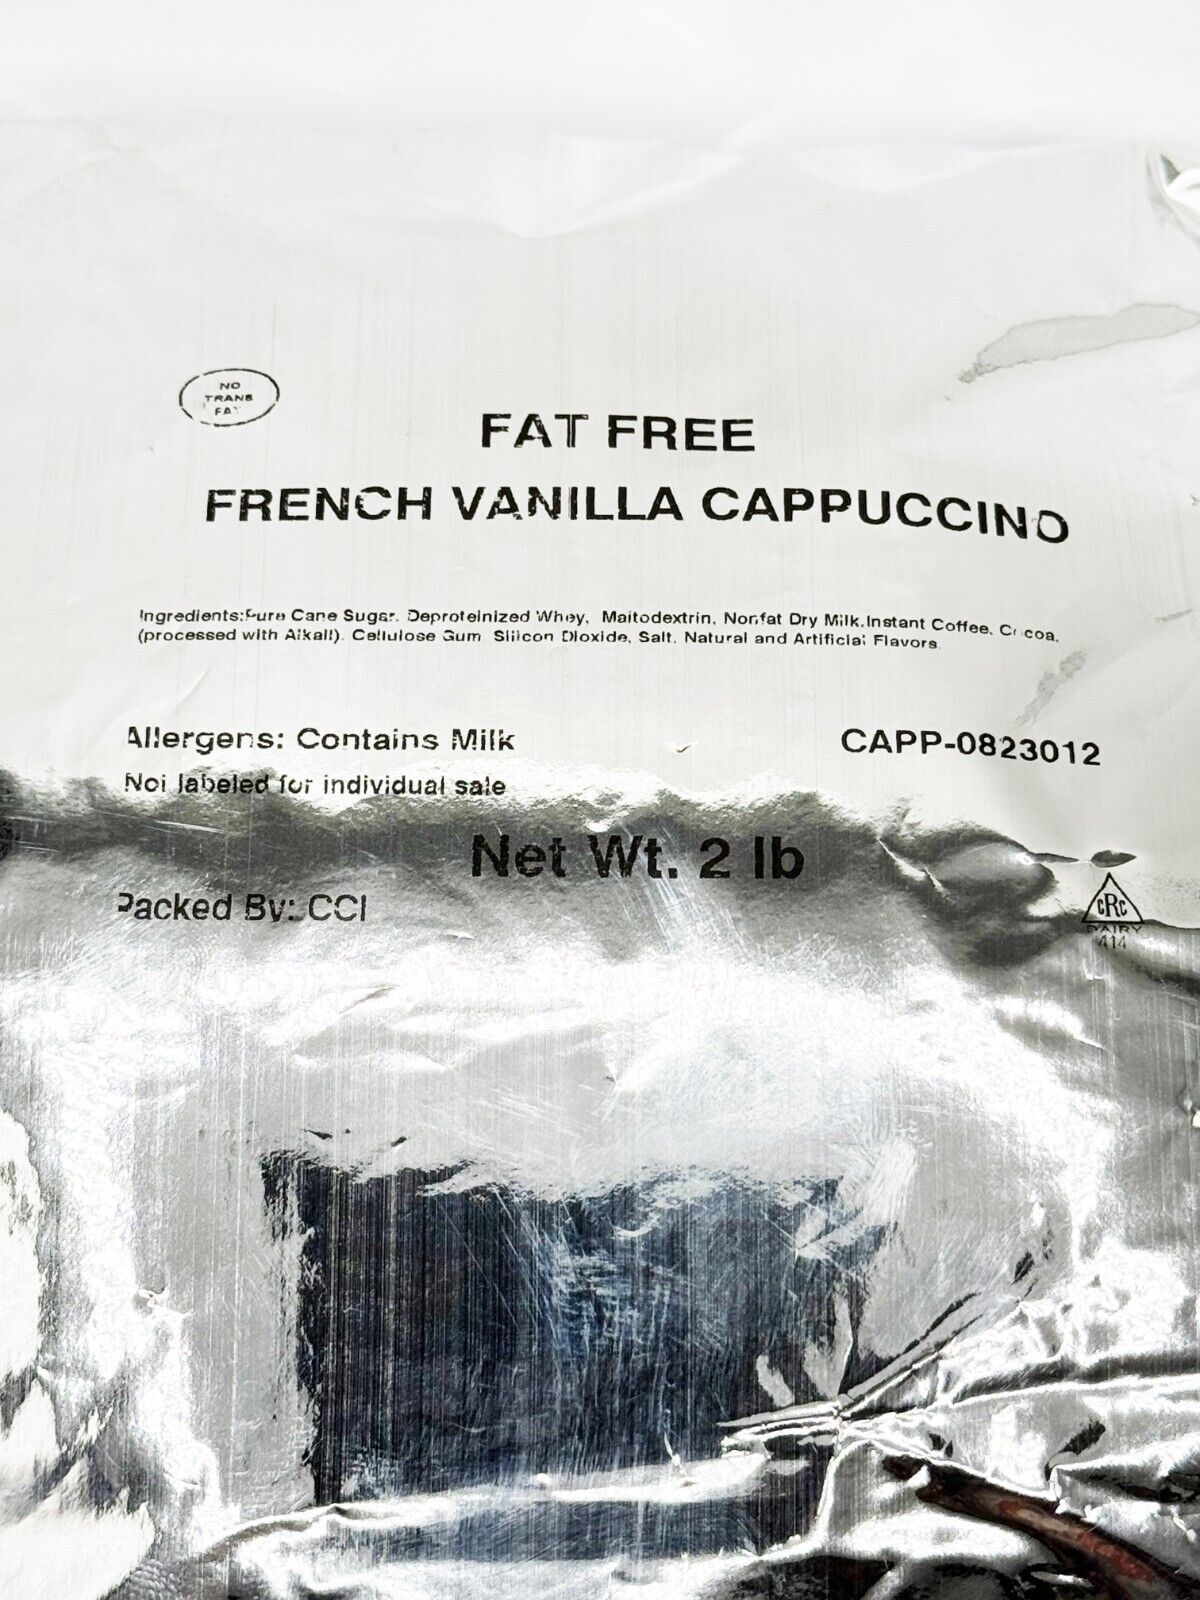 NO
TRANS
FAT
FAT FREE
FRENCH VANILLA CAPPUCCINO
Ingredients:Pure Cane Sugar, Deproteinized Whey, Maltodextrin, Nonfat Dry Milk, Instant Coffee, Cocoa,
(processed with Alkali), Cellulose Gum, Silicon Dioxide, Salt, Natural and Artificial Flavors.
Allergens: Contains Milk
CAPP-0823012
Not labeled for individual sale
Net Wt. 2 lb
Packed By: CCI
cRc
DAIRY
414